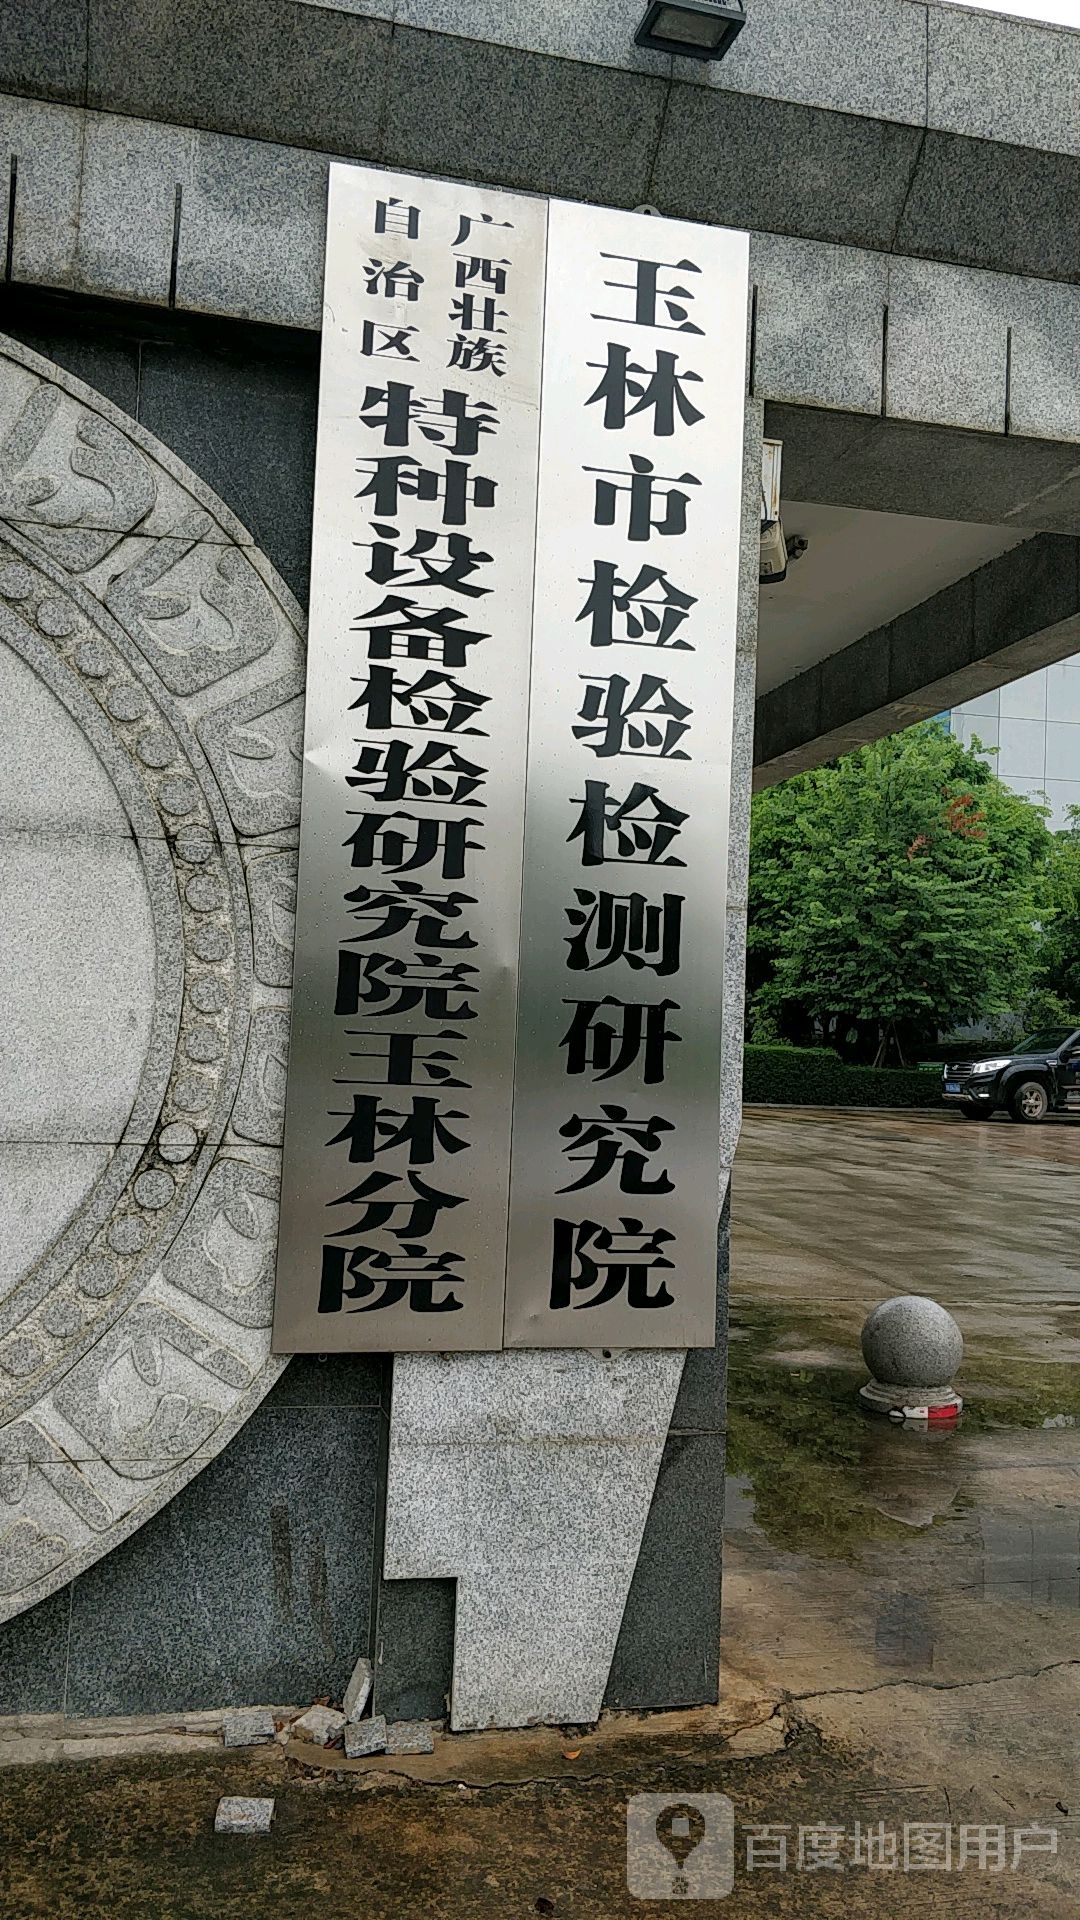 玉林市检验检测研究院
广西壮族
自治区
特种设备检验研究院玉林分院
百度地图用户